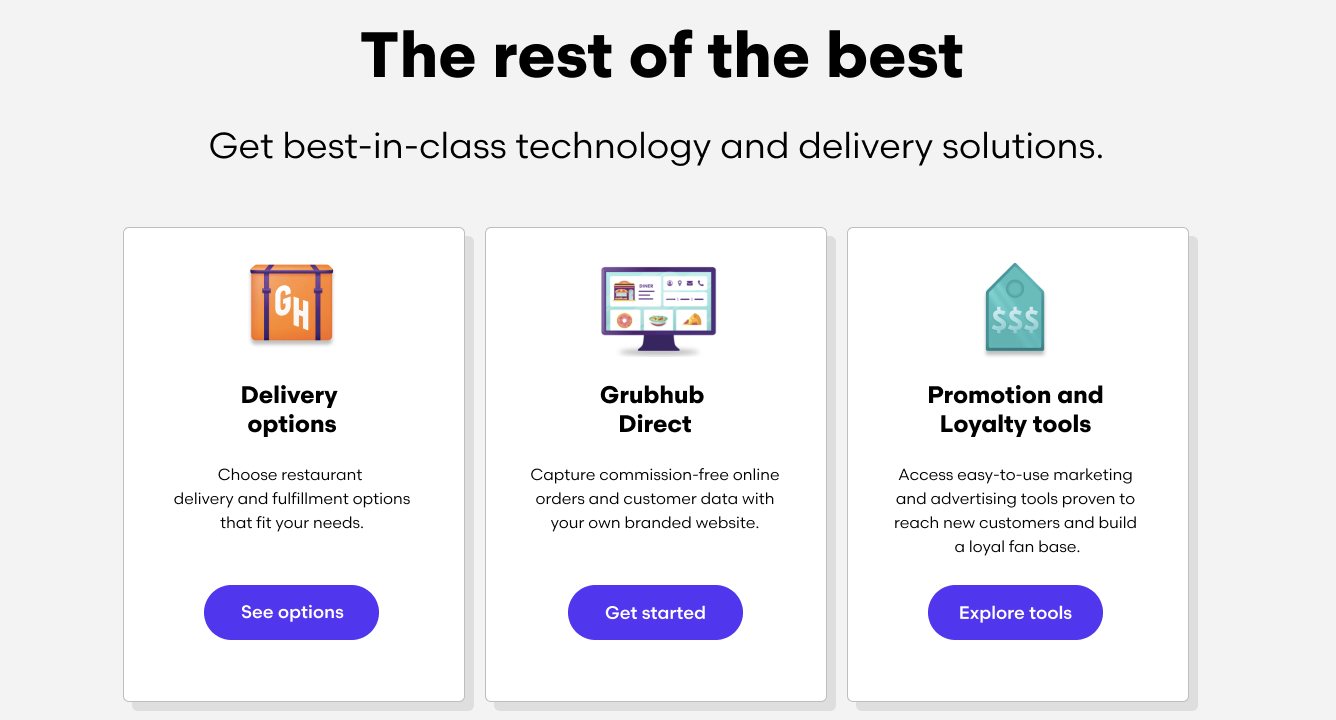 The rest of the best
Get best-in-class technology and delivery solutions.
GH
Delivery
options
Choose restaurant
delivery and fulfillment options
that fit your needs.
See options
DINER
Grubhub
Direct
Capture commission-free online
orders and customer data with
your own branded website.
Get started
$$$
Promotion and
Loyalty tools
Access easy-to-use marketing
and advertising tools proven to
reach new customers and build
a loyal fan base.
Explore tools